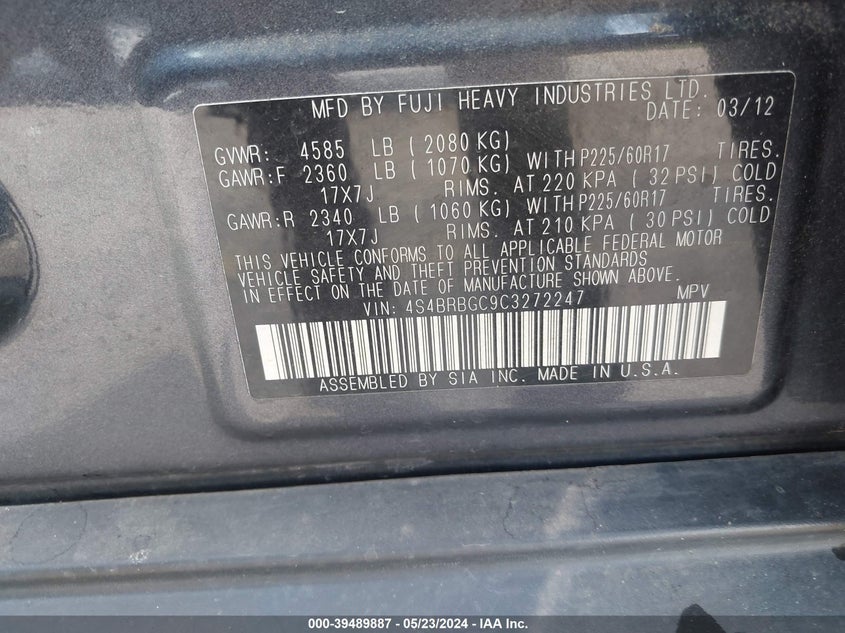 MFD BY FUJI HEAVY INDUSTRIES LTD.
DATE: 03/12
GVWR: 4585 LB ( 2080 KG)
GAWR:F 2360 LB ( 1070 KG) WITH P225/60R17 TIRES.
17X7J RIMS. AT 220 KPA ( 32 PSI) COLD
GAWR:R 2340 LB ( 1060 KG) WITH P225/60R17 TIRES.
17X7J RIMS. AT 210 KPA ( 30 PSI) COLD
THIS VEHICLE CONFORMS TO ALL APPLICABLE FEDERAL MOTOR
VEHICLE SAFETY AND THEFT PREVENTION STANDARDS
IN EFFECT ON THE DATE OF MANUFACTURE SHOWN ABOVE.
VIN: 4S4BRBGC9C3272247 MPV
ASSEMBLED BY SIA INC. MADE IN U.S.A.
000-39489887 - 05/23/2024 - IAA Inc.